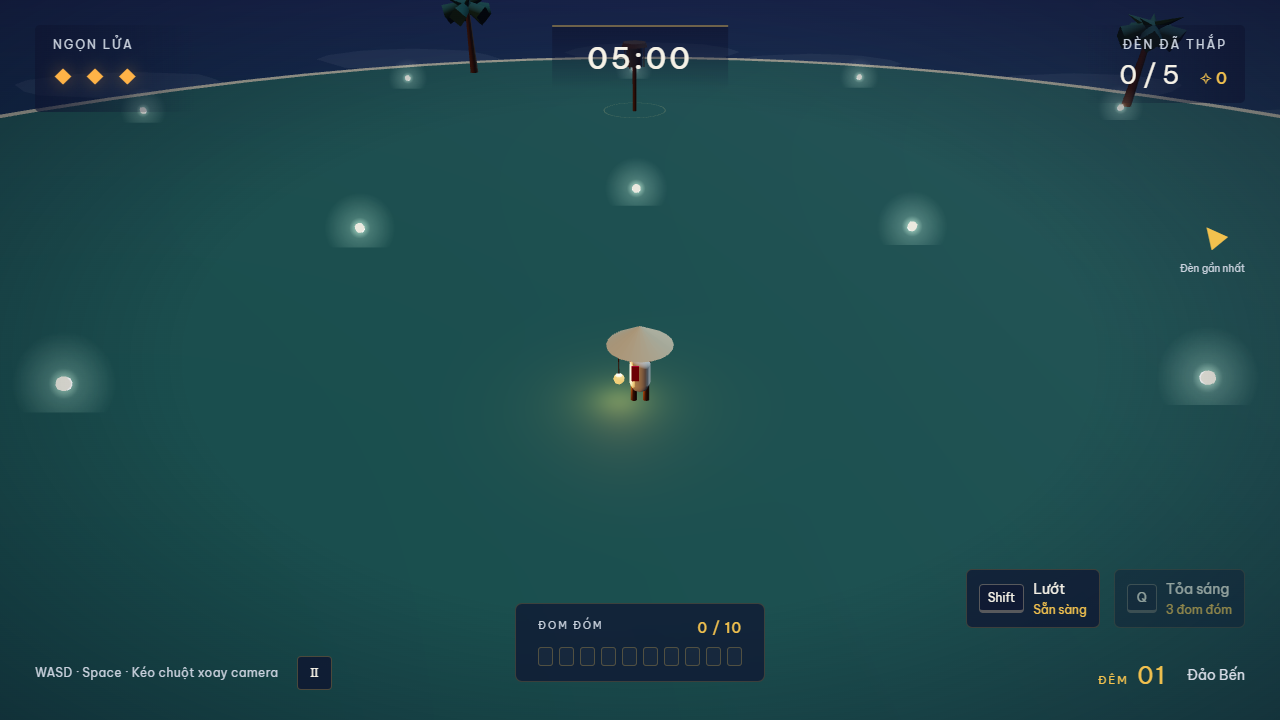 NGỌN LỬA
05:00
ĐÈN ĐÃ THẮP
0 / 5 ✧ 0
Đèn gần nhất
Shift Lướt Sẵn sàng
Q Tỏa sáng 3 đom đóm
ĐOM ĐÓM 0 / 10
WASD · Space · Kéo chuột xoay camera II
ĐÊM 01 Đảo Bến